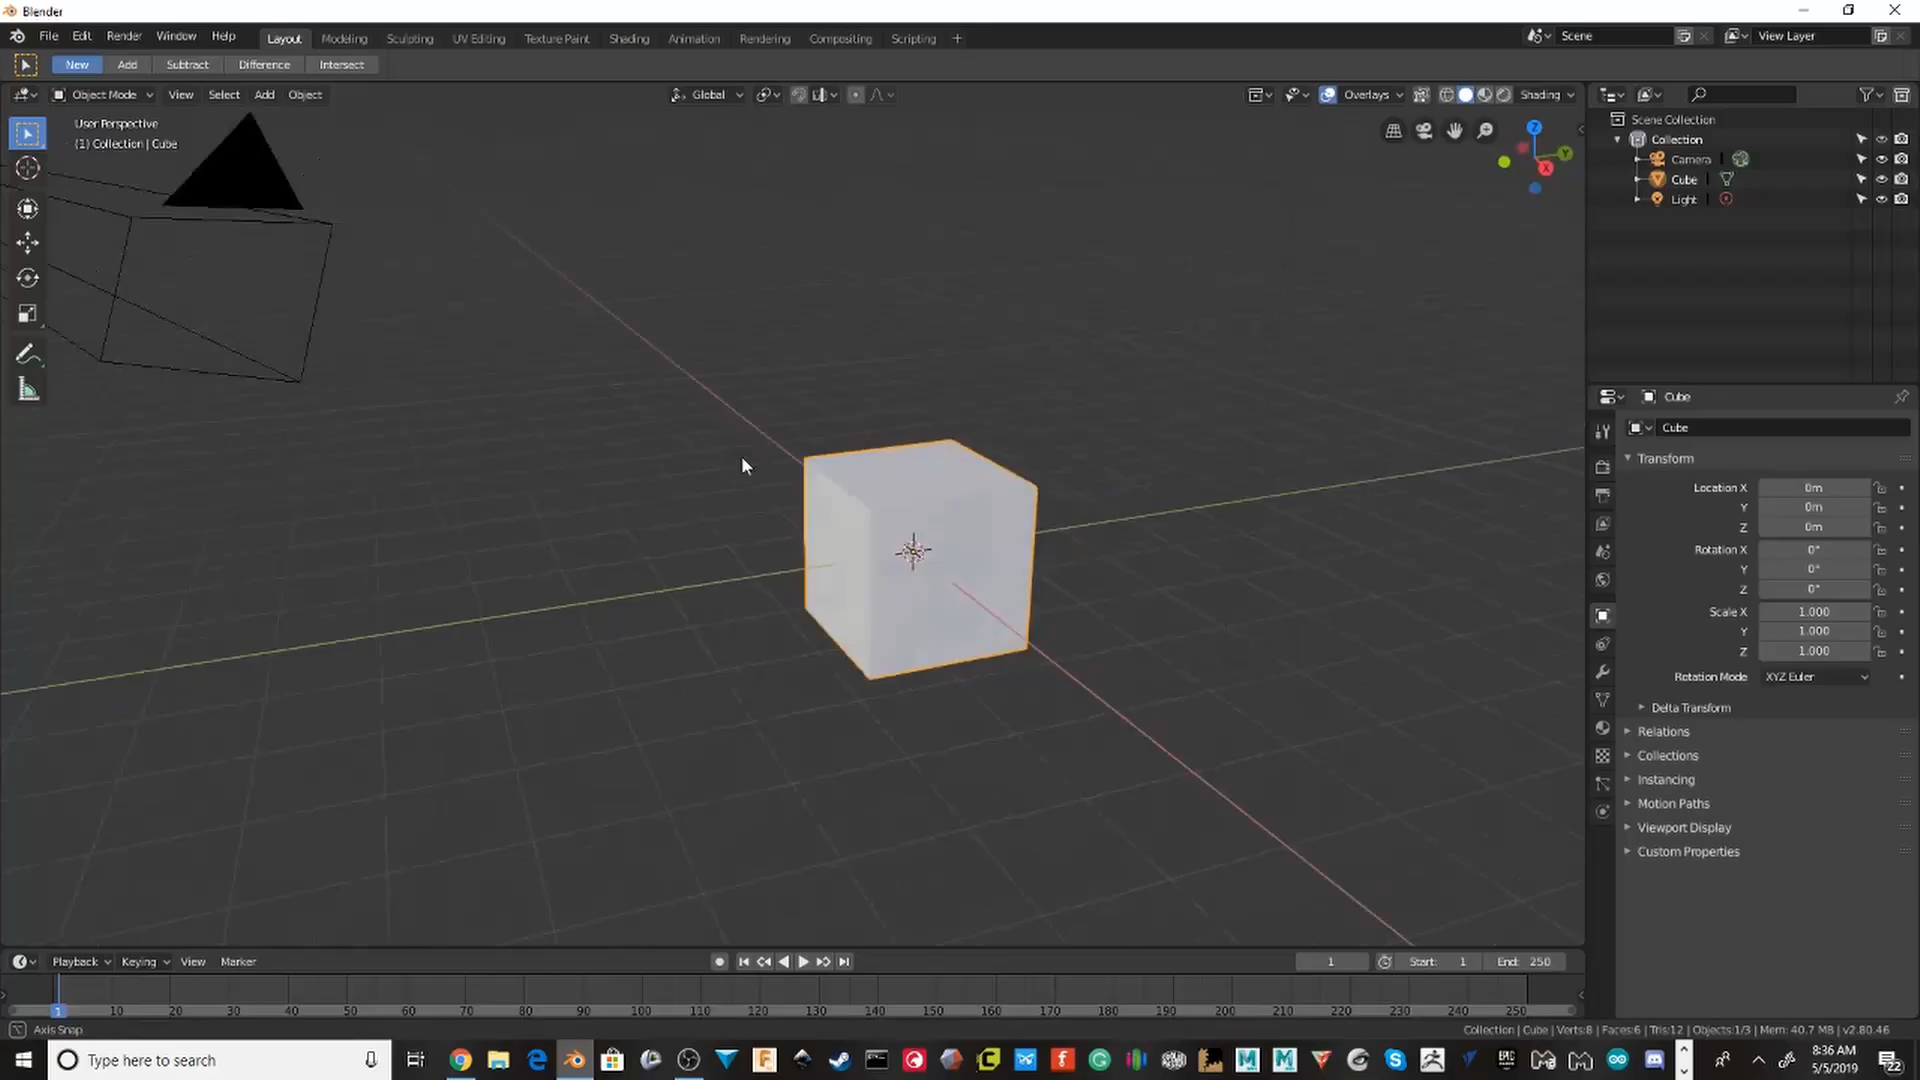 Blender
File Edit Render Window Help Layout Modeling Sculpting UV Editing Texture Paint Shading Animation Rendering Compositing Scripting + Scene View Layer
New Add Subtract Difference Intersect
Object Mode View Select Add Object Global Overlays Shading
User Perspective
(1) Collection | Cube
Z
Y
X
Scene Collection
Collection
Camera
Cube
Light
Cube
Cube
Transform
Location X 0m
Y 0m
Z 0m
Rotation X 0°
Y 0°
Z 0°
Scale X 1.000
Y 1.000
Z 1.000
Rotation Mode XYZ Euler
Delta Transform
Relations
Collections
Instancing
Motion Paths
Viewport Display
Custom Properties
Playback Keying View Marker 1 Start: 1 End: 250
1 10 20 30 40 50 60 70 80 90 100 110 120 130 140 150 160 170 180 190 200 210 220 230 240 250
Axis Snap Collection | Cube | Verts:8 | Faces:6 | Tris:12 | Objects:1/3 | Mem: 40.7 MB | v2.80.46
Type here to search
8:36 AM
5/5/2019
22